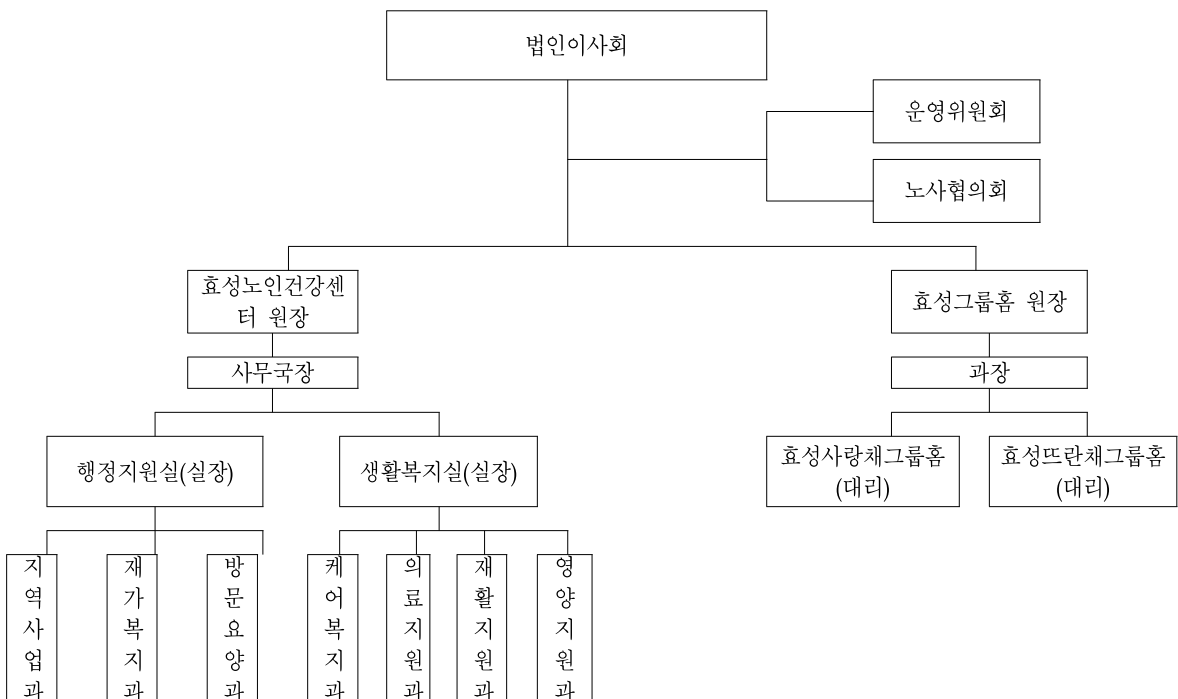 법인이사회
운영위원회
노사협의회
효성노인건강센
터 원장
효성그룹홈 원장
사무국장
과장
행정지원실(실장)
생활복지실(실장)
효성사랑채그룹홈
(대리)
효성뜨란채그룹홈
(대리)
지역사업과
재가복지과
방문요양과
케어복지과
의료지원과
재활지원과
영양지원과